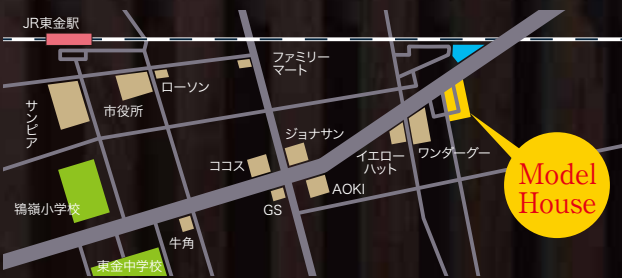 JR東金駅
ファミリー
マート
ローソン
市役所
サンピア
ジョナサン
イエロー
ハット
ワンダーグー
ココス
AOKI
GS
鴇嶺小学校
牛角
東金中学校
Model
House